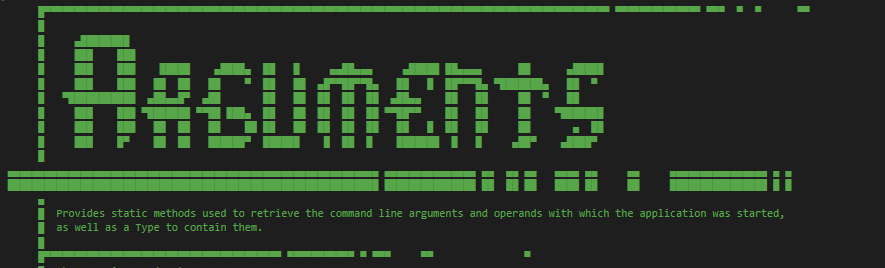 Arguments
Provides static methods used to retrieve the command line arguments and operands with which the application was started,
as well as a Type to contain them.